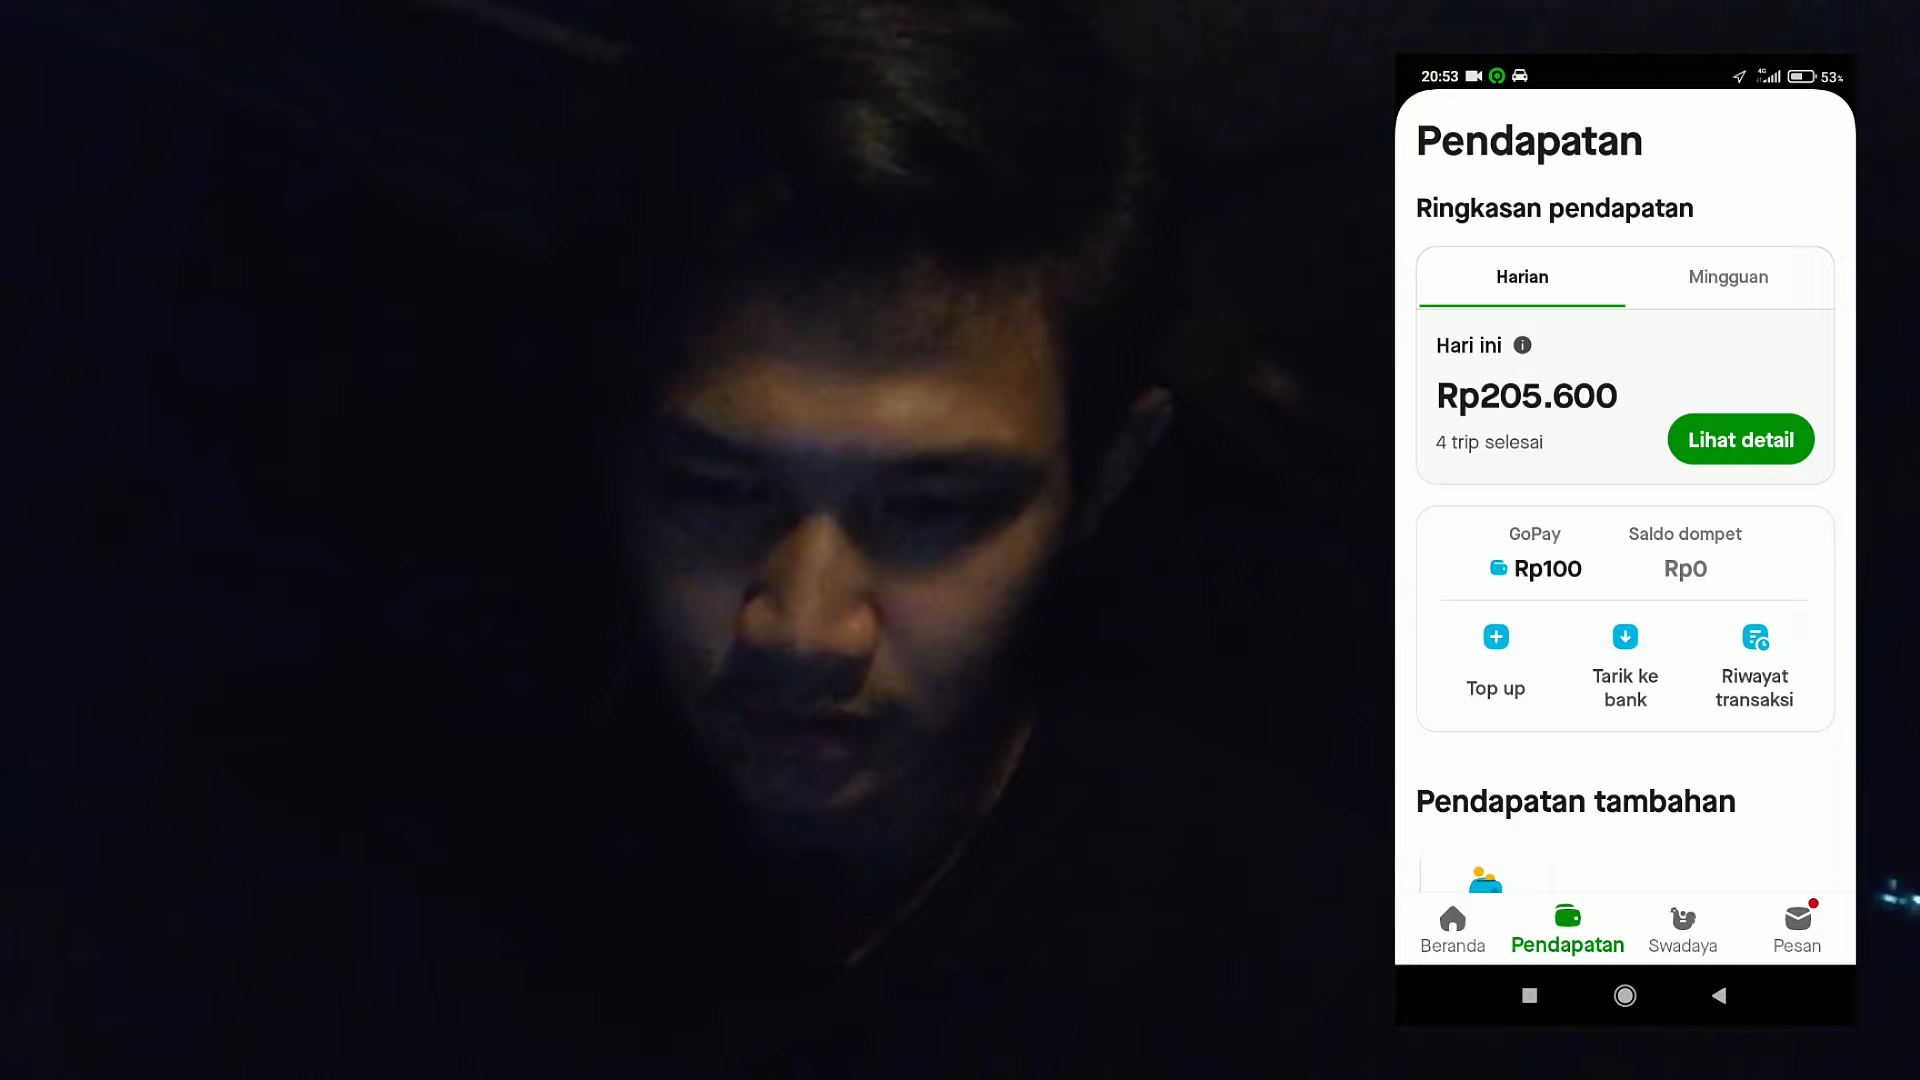 20:53
4G
53%
Pendapatan
Ringkasan pendapatan
Harian
Mingguan
Hari ini
Rp205.600
4 trip selesai
Lihat detail
GoPay
Saldo dompet
Rp100
Rp0
Top up
Tarik ke
bank
Riwayat
transaksi
Pendapatan tambahan
Beranda
Pendapatan
Swadaya
Pesan